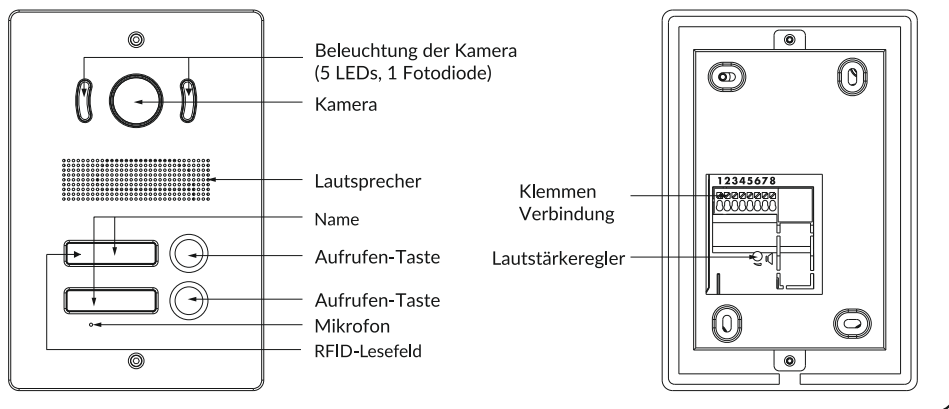 Beleuchtung der Kamera
(5 LEDs, 1 Fotodiode)
Kamera
Lautsprecher
Name
Aufrufen-Taste
Aufrufen-Taste
Mikrofon
RFID-Lesefeld
12345678
Klemmen
Verbindung
Lautstärkeregler